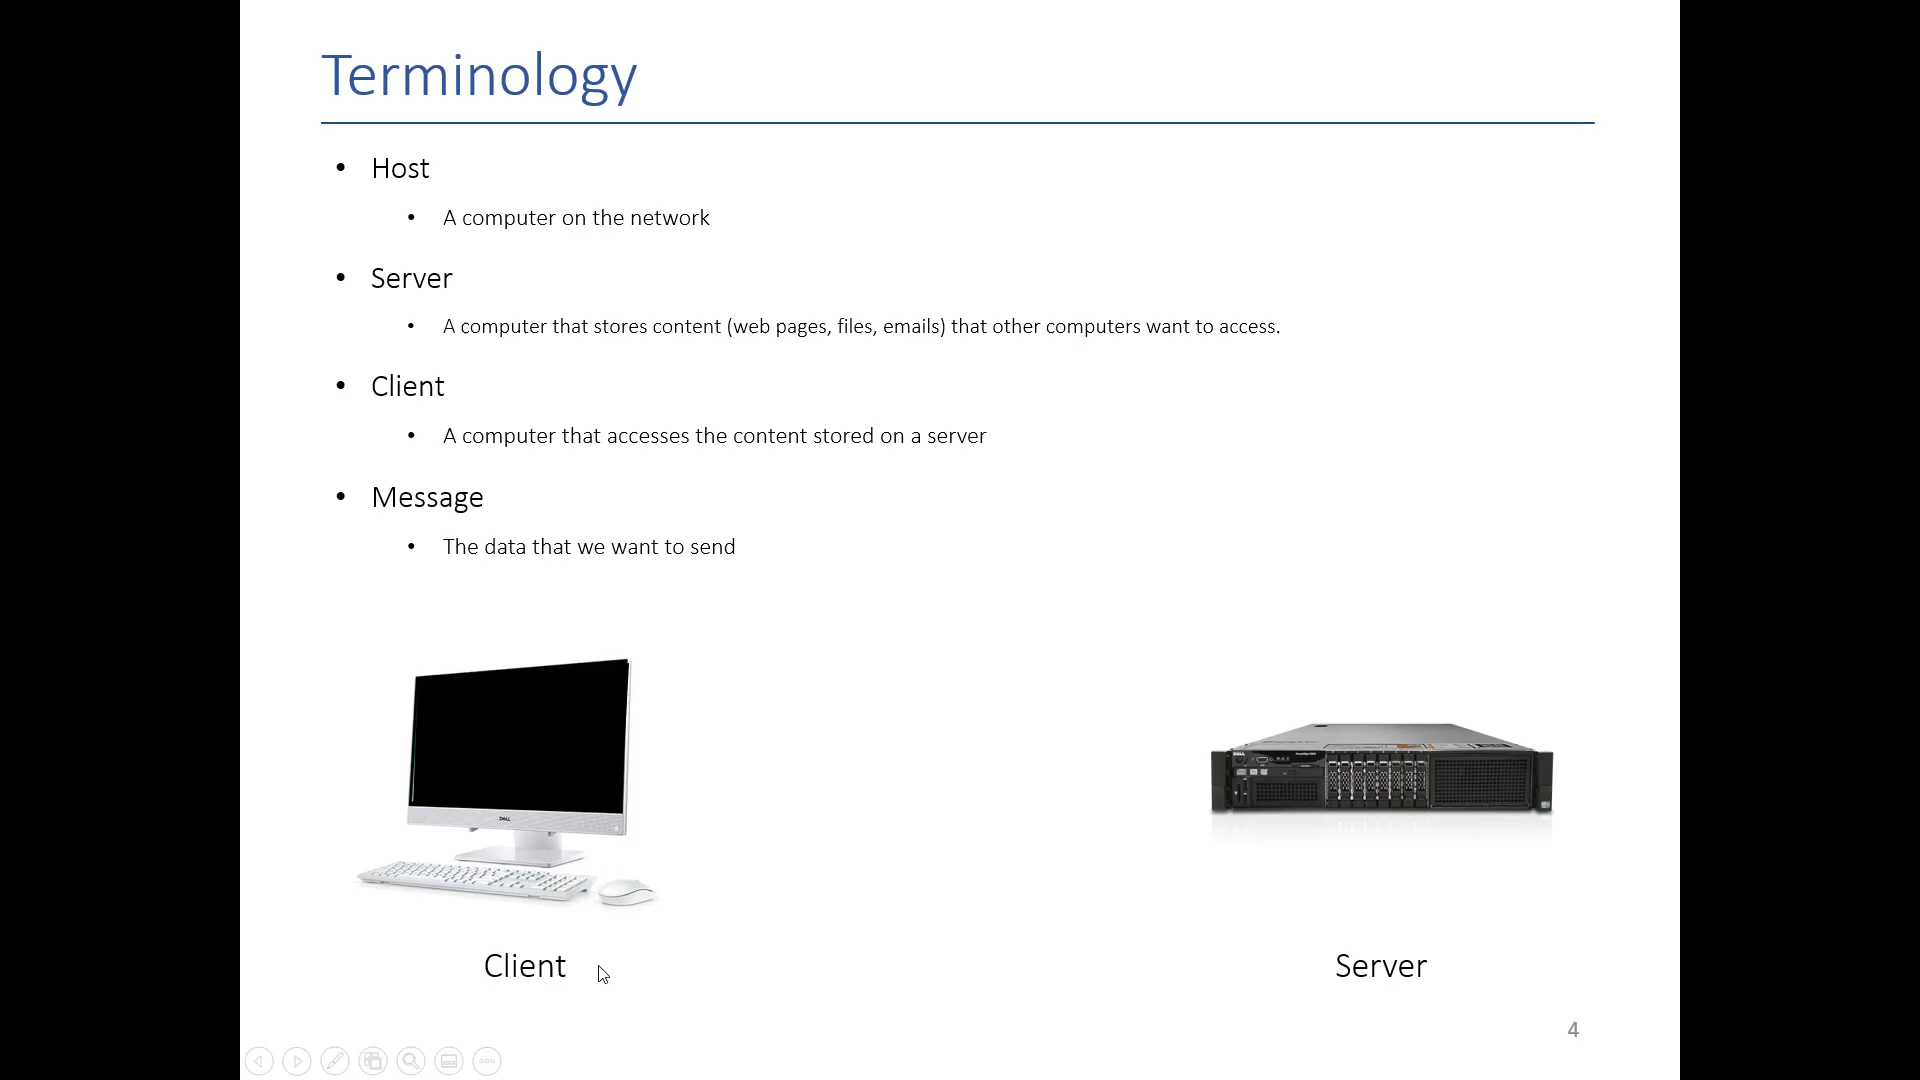 Terminology
• Host
• A computer on the network
• Server
• A computer that stores content (web pages, files, emails) that other computers want to access.
• Client
• A computer that accesses the content stored on a server
• Message
• The data that we want to send
DELL
DELL
Client
Server
4